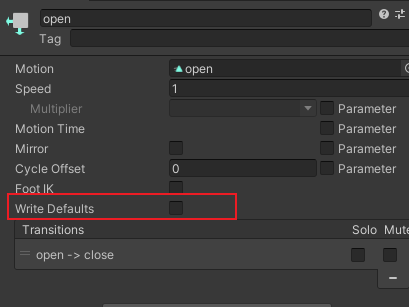 open
Tag
Motion open
Speed 1
Multiplier Parameter
Motion Time Parameter
Mirror Parameter
Cycle Offset 0 Parameter
Foot IK
Write Defaults
Transitions Solo Mute
open -> close